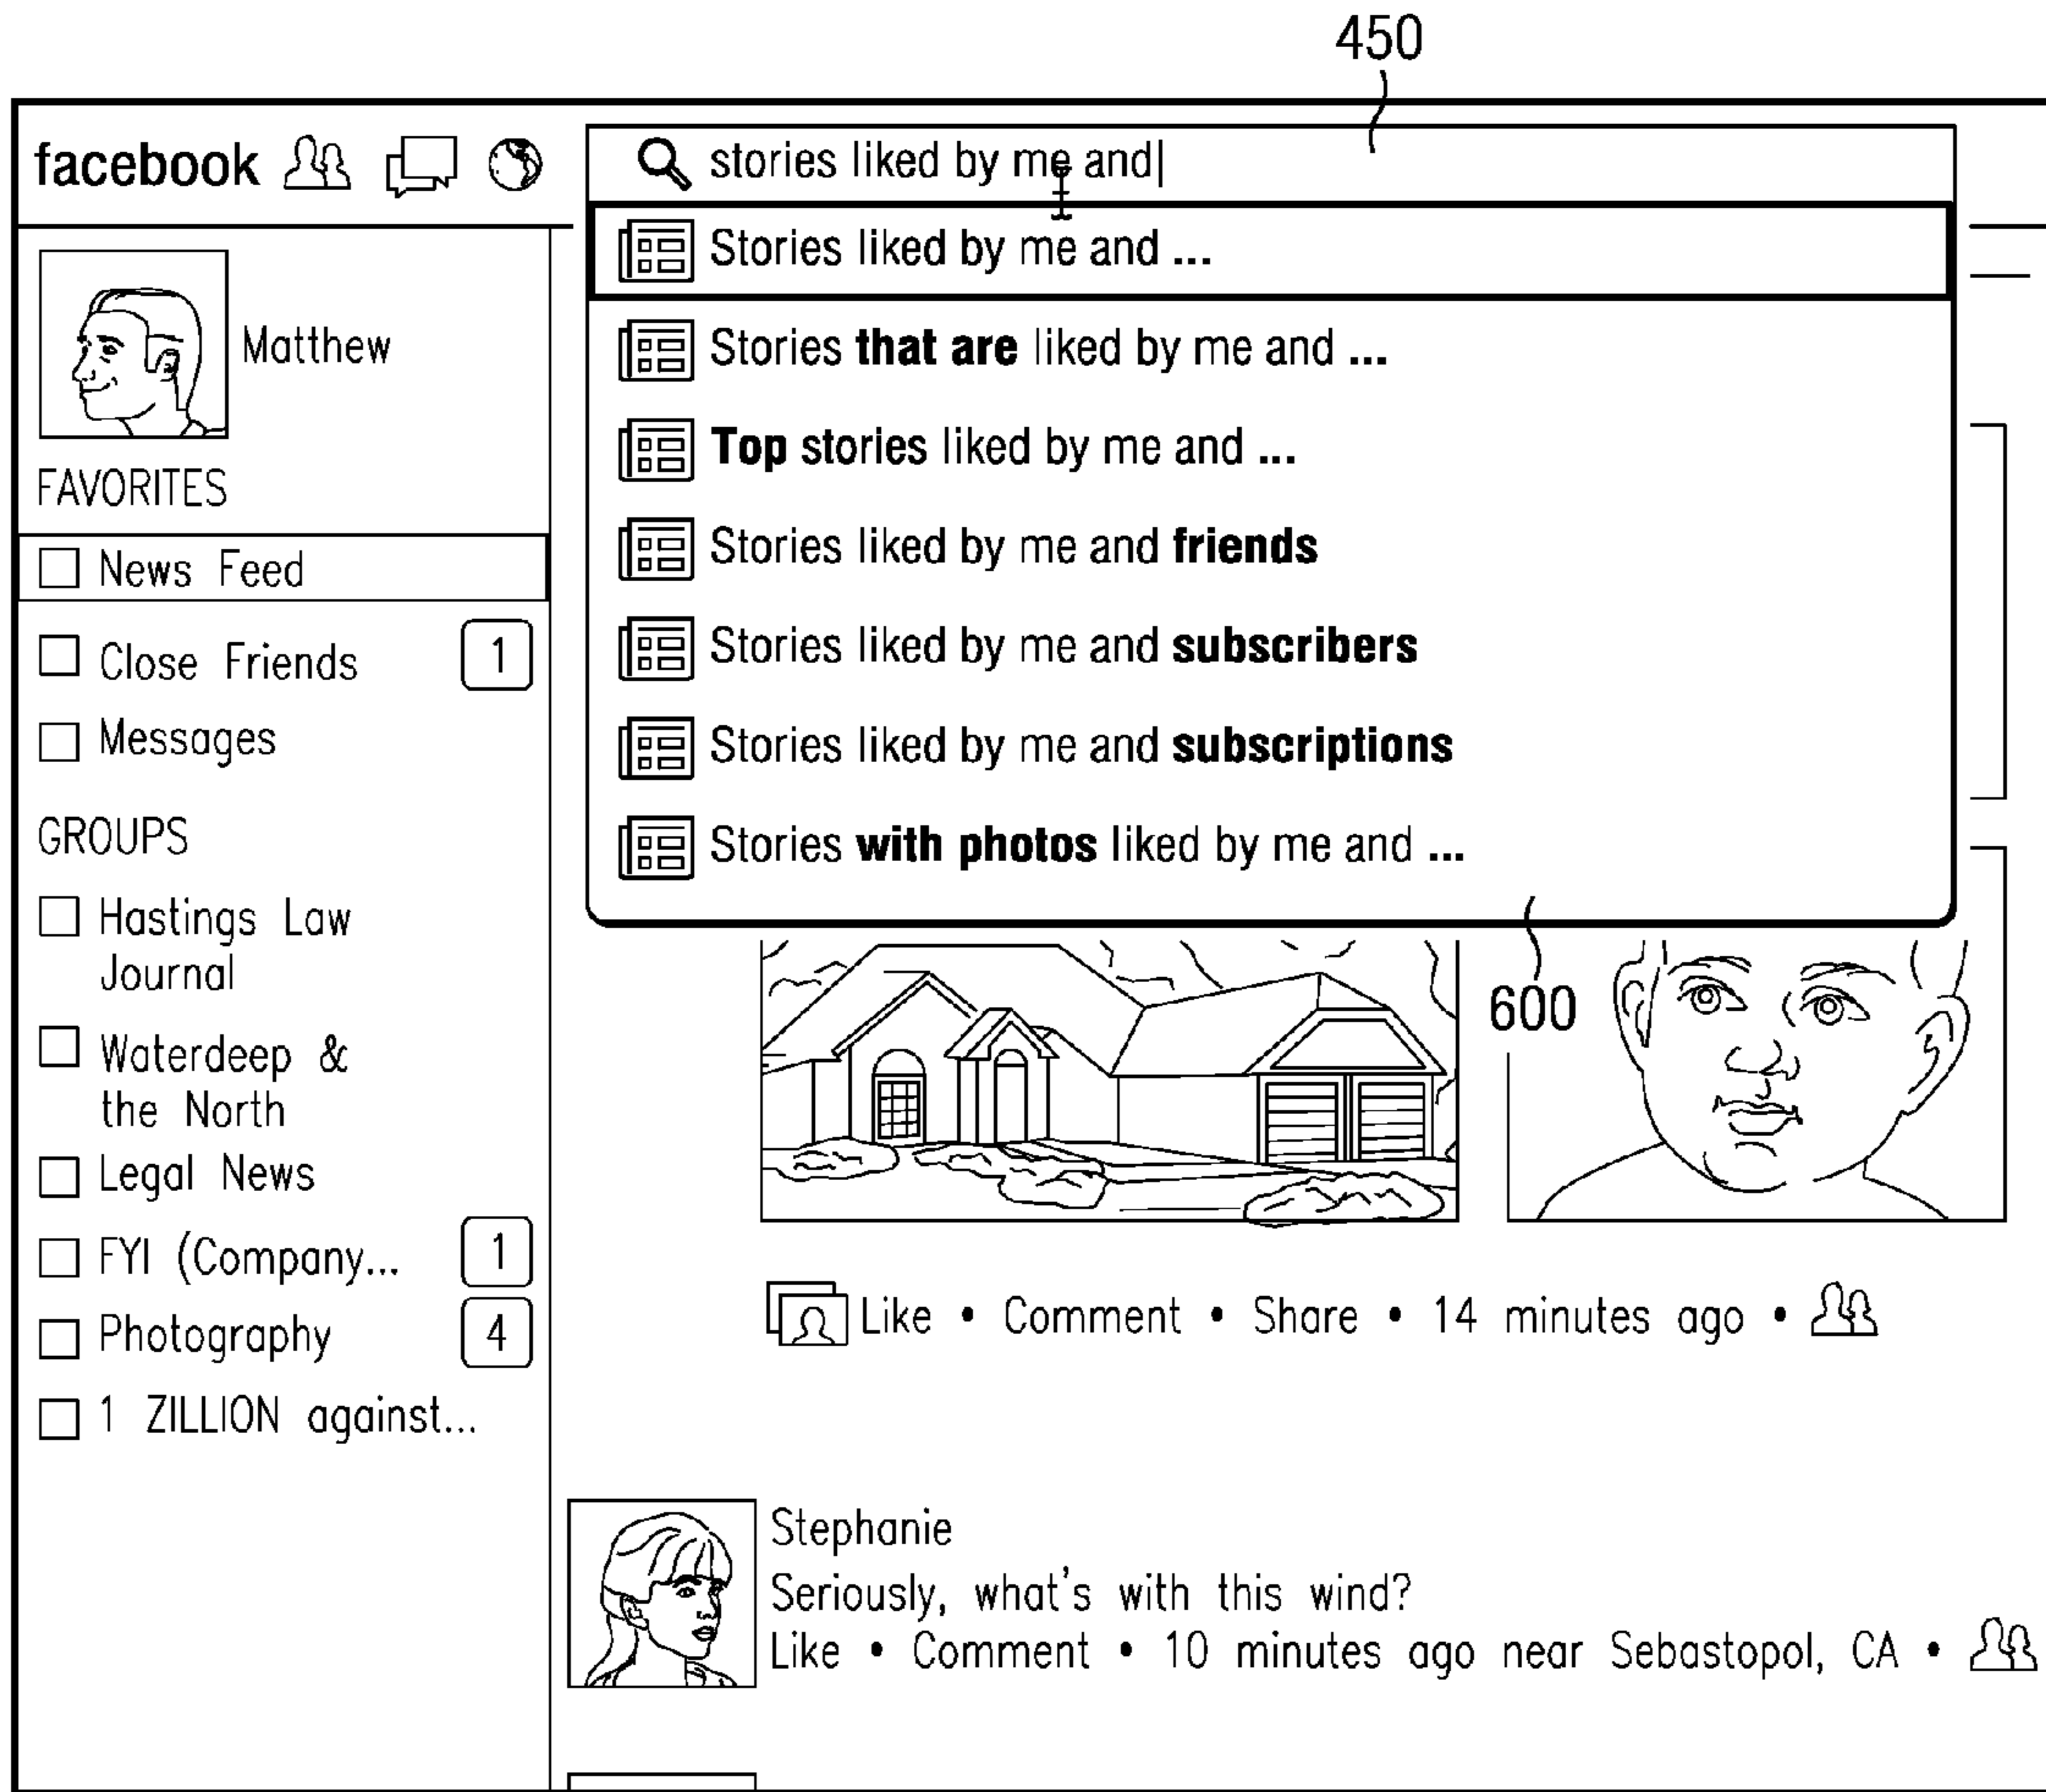 450
facebook
stories liked by me and
Stories liked by me and ...
Stories that are liked by me and ...
Top stories liked by me and ...
Stories liked by me and friends
Stories liked by me and subscribers
Stories liked by me and subscriptions
Stories with photos liked by me and ...
600
Matthew
FAVORITES
News Feed
Close Friends 1
Messages
GROUPS
Hastings Law
Journal
Waterdeep &
the North
Legal News
FYI (Company... 1
Photography 4
1 ZILLION against...
Like • Comment • Share • 14 minutes ago •
Stephanie
Seriously, what's with this wind?
Like • Comment • 10 minutes ago near Sebastopol, CA •